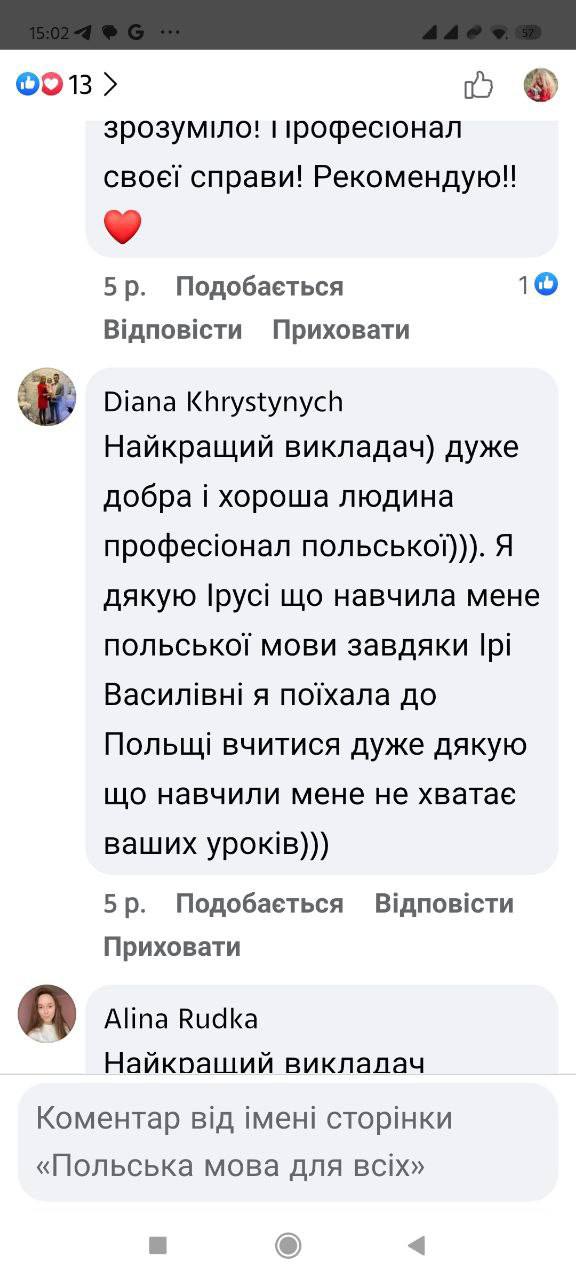 15:02
57
13
зрозуміло! Професіонал
своєї справи! Рекомендую!!
5 р. Подобається 1
Відповісти Приховати
Diana Khrystynych
Найкращий викладач) дуже
добра і хороша людина
професіонал польської))). Я
дякую Ірусі що навчила мене
польської мови завдяки Ірі
Василівні я поїхала до
Польщі вчитися дуже дякую
що навчили мене не хватає
ваших уроків)))
5 р. Подобається Відповісти
Приховати
Alina Rudka
Найкращий викладач
Коментар від імені сторінки
«Польська мова для всіх»